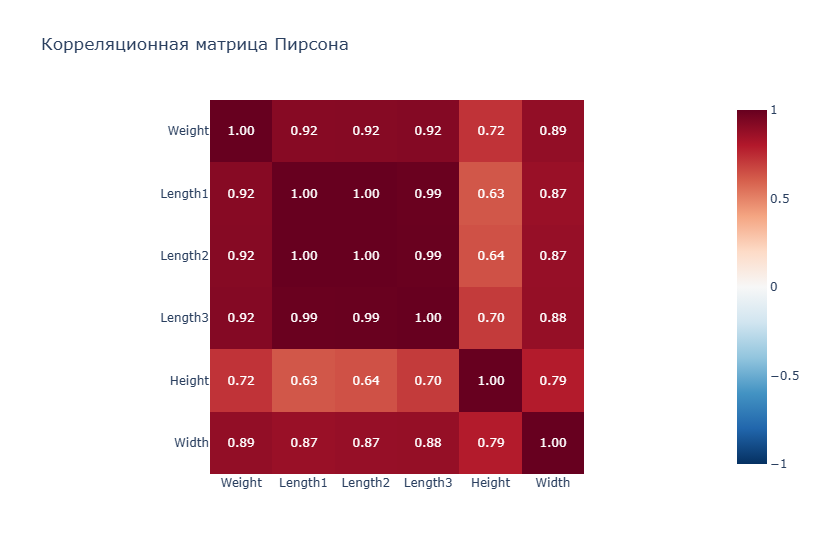 Корреляционная матрица Пирсона
Weight 1.00 0.92 0.92 0.92 0.72 0.89
Length1 0.92 1.00 1.00 0.99 0.63 0.87
Length2 0.92 1.00 1.00 0.99 0.64 0.87
Length3 0.92 0.99 0.99 1.00 0.70 0.88
Height 0.72 0.63 0.64 0.70 1.00 0.79
Width 0.89 0.87 0.87 0.88 0.79 1.00
Weight Length1 Length2 Length3 Height Width
1
0.5
0
−0.5
−1